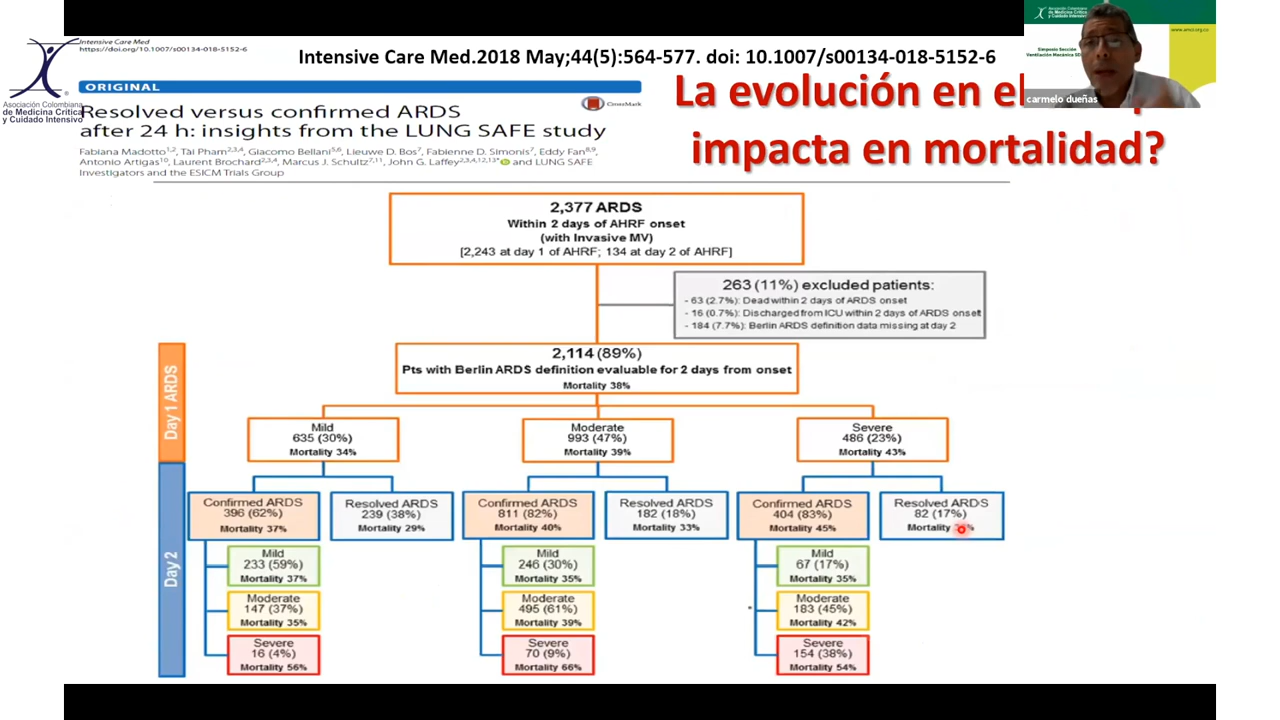 Intensive Care Med
https://doi.org/10.1007/s00134-018-5152-6
Intensive Care Med.2018 May;44(5):564-577. doi: 10.1007/s00134-018-5152-6
ORIGINAL
CrossMark
Resolved versus confirmed ARDS
after 24 h: insights from the LUNG SAFE study
Fabiana Madotto1,2, Tài Pham2,3,4, Giacomo Bellani5,6, Lieuwe D. Bos7, Fabienne D. Simonis7, Eddy Fan8,9,
Antonio Artigas10, Laurent Brochard2,3,4, Marcus J. Schultz7,11, John G. Laffey2,3,4,12,13* and LUNG SAFE
Investigators and the ESICM Trials Group
Asociación Colombiana
de Medicina Crítica
y Cuidado Intensivo
La evolución en el
impacta en mortalidad?
Asociación Colombiana
de Medicina Crítica
y Cuidado Intensivo
www.amci.org.co
Simposio Sección
carmelo dueñas
2,377 ARDS
Within 2 days of AHRF onset
(with Invasive MV)
[2,243 at day 1 of AHRF; 134 at day 2 of AHRF]
263 (11%) excluded patients:
- 63 (2.7%): Dead within 2 days of ARDS onset
- 16 (0.7%): Discharged from ICU within 2 days of ARDS onset
- 184 (7.7%): Berlin ARDS definition data missing at day 2
2,114 (89%)
Pts with Berlin ARDS definition evaluable for 2 days from onset
Mortality 38%
Day 1 ARDS
Mild
635 (30%)
Mortality 34%
Moderate
993 (47%)
Mortality 39%
Severe
486 (23%)
Mortality 43%
Day 2
Confirmed ARDS
396 (62%)
Mortality 37%
Resolved ARDS
239 (38%)
Mortality 29%
Confirmed ARDS
811 (82%)
Mortality 40%
Resolved ARDS
182 (18%)
Mortality 33%
Confirmed ARDS
404 (83%)
Mortality 45%
Resolved ARDS
82 (17%)
Mortality
Mild
233 (59%)
Mortality 37%
Mild
246 (30%)
Mortality 35%
Mild
67 (17%)
Mortality 35%
Moderate
147 (37%)
Mortality 35%
Moderate
495 (61%)
Mortality 39%
Moderate
183 (45%)
Mortality 42%
Severe
16 (4%)
Mortality 56%
Severe
70 (9%)
Mortality 66%
Severe
154 (38%)
Mortality 54%